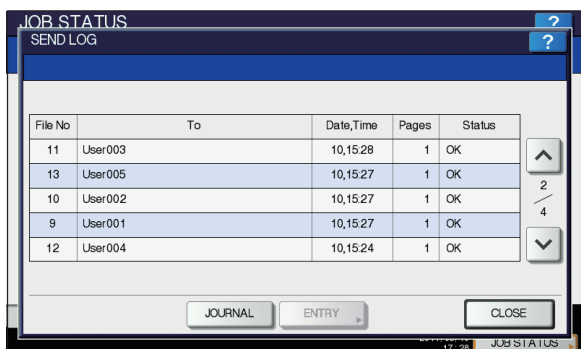 JOB STATUS ?
SEND LOG ?
File No To Date,Time Pages Status
11 User003 10,15:28 1 OK
13 User005 10,15:27 1 OK
10 User002 10,15:27 1 OK
9 User001 10,15:27 1 OK
12 User004 10,15:24 1 OK
2
4
JOURNAL ENTRY CLOSE
17:28 JOB STATUS